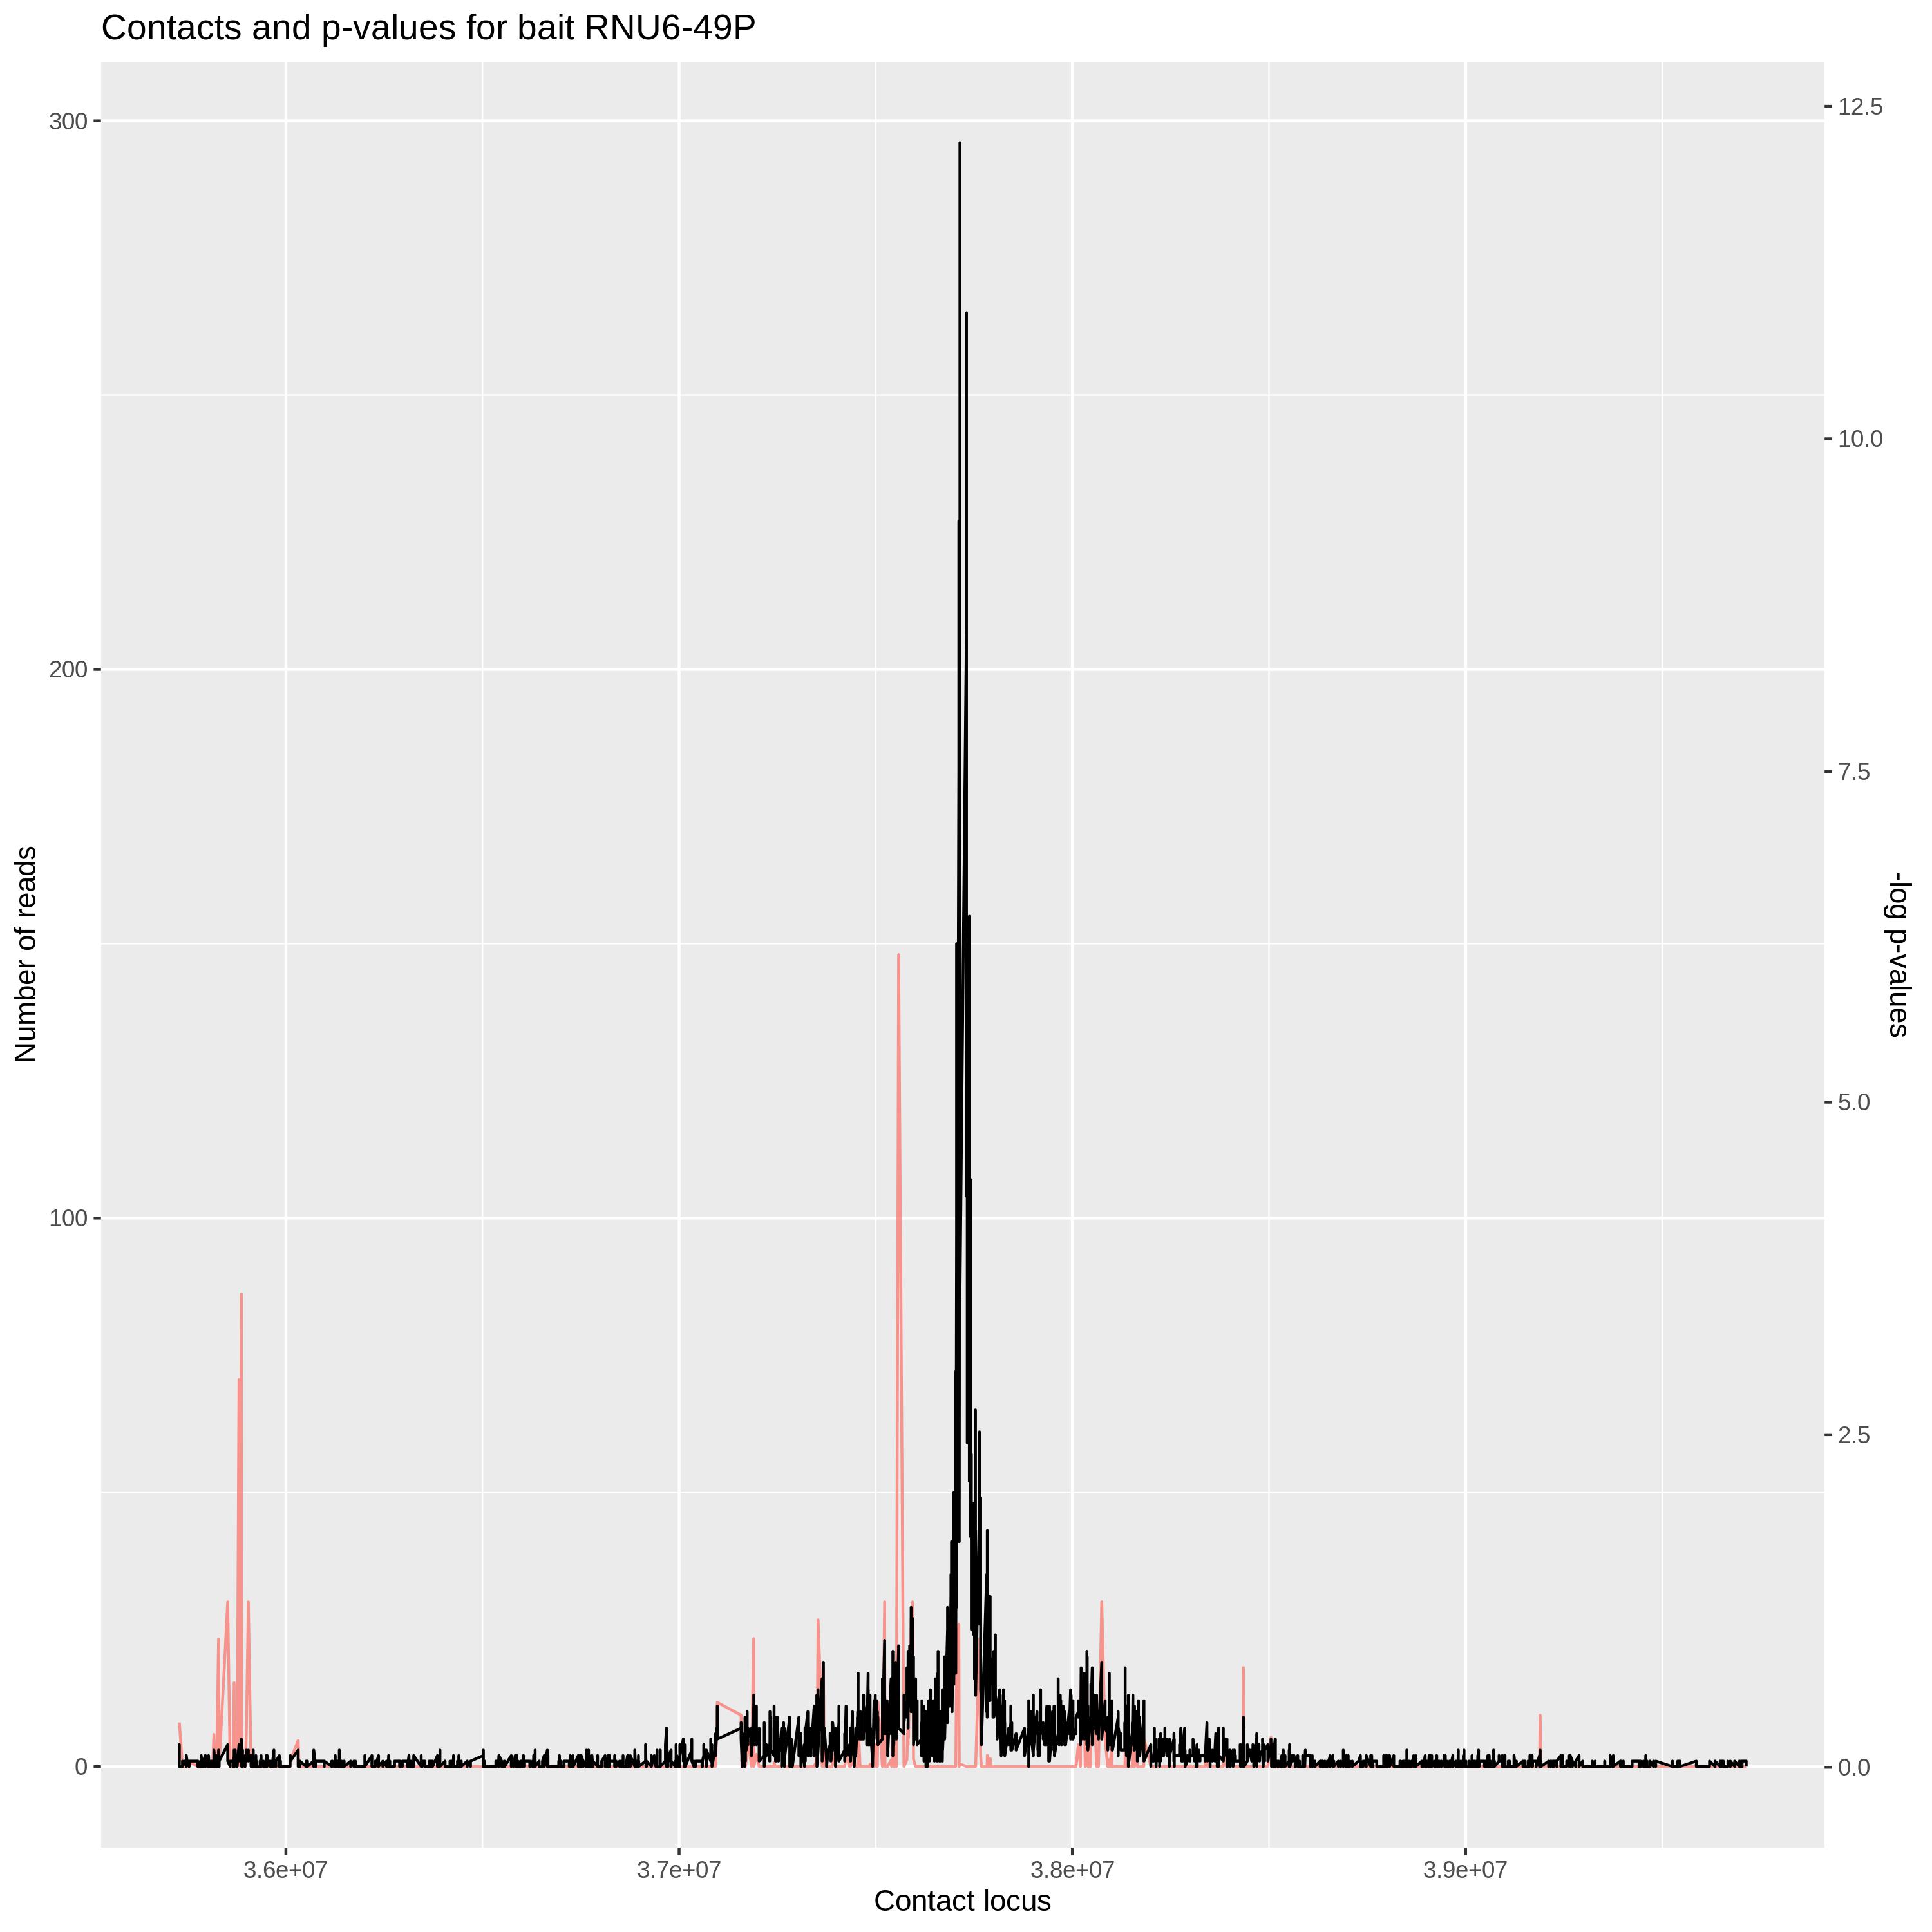 Contacts and p-values for bait RNU6-49P
300
200
100
0
Number of reads
12.5
10.0
7.5
5.0
2.5
0.0
-log p-values
3.6e+07
3.7e+07
3.8e+07
3.9e+07
Contact locus